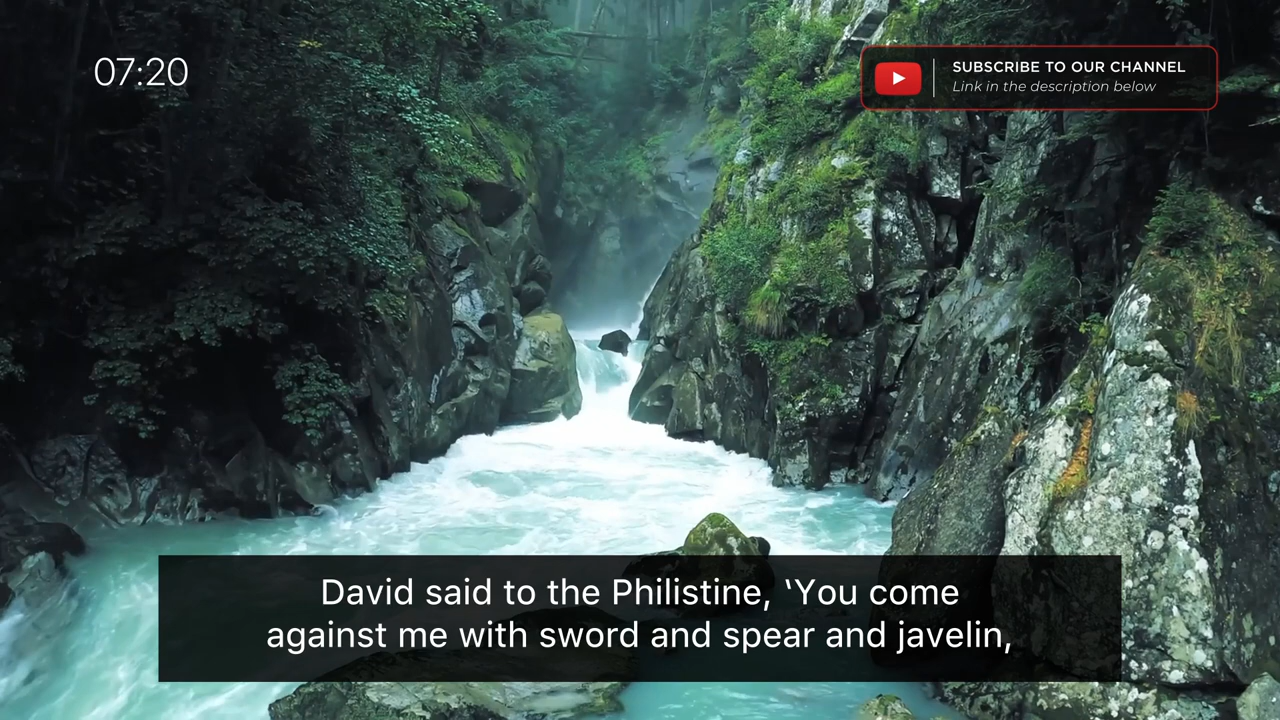 07:20
SUBSCRIBE TO OUR CHANNEL
Link in the description below
David said to the Philistine, ‛You come
against me with sword and spear and javelin,